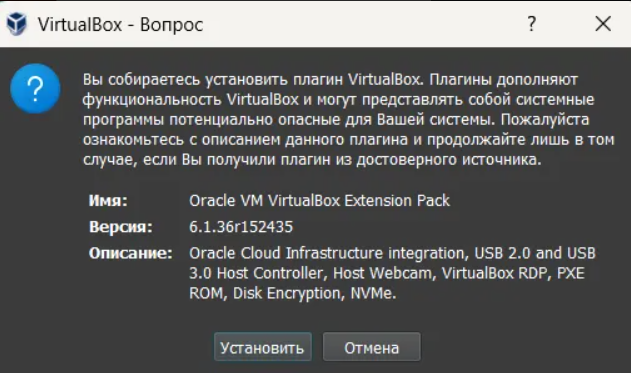 VirtualBox - Вопрос
Вы собираетесь установить плагин VirtualBox. Плагины дополняют
функциональность VirtualBox и могут представлять собой системные
программы потенциально опасные для Вашей системы. Пожалуйста
ознакомьтесь с описанием данного плагина и продолжайте лишь в том
случае, если Вы получили плагин из достоверного источника.
Имя: Oracle VM VirtualBox Extension Pack
Версия: 6.1.36r152435
Описание: Oracle Cloud Infrastructure integration, USB 2.0 and USB
3.0 Host Controller, Host Webcam, VirtualBox RDP, PXE
ROM, Disk Encryption, NVMe.
Установить Отмена